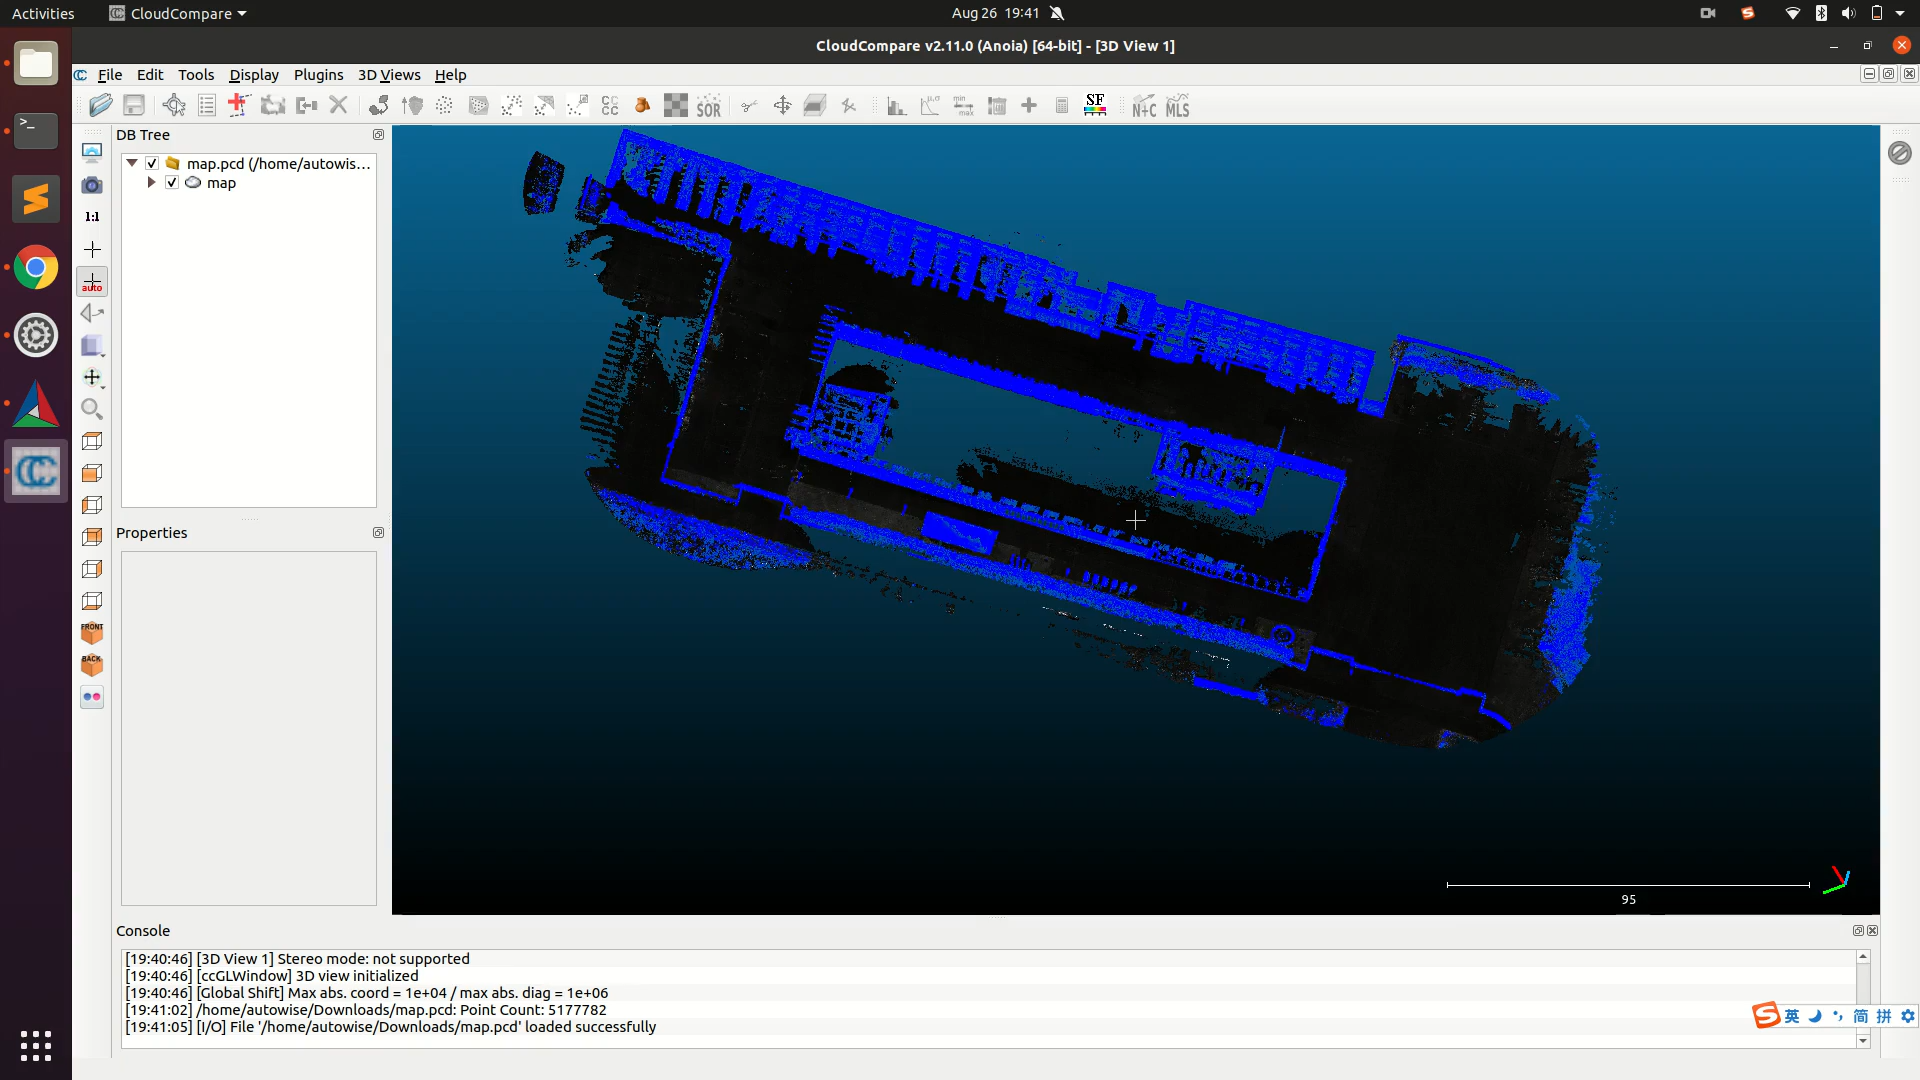 Activities
CloudCompare
Aug 26 19:41
CloudCompare v2.11.0 (Anoia) [64-bit] - [3D View 1]
File Edit Tools Display Plugins 3D Views Help
CC
CC
SOR
μ,σ
min
max
SF
N+C
MLS
DB Tree
map.pcd (/home/autowis...
map
1:1
auto
Properties
FRONT
BACK
95
Console
[19:40:46] [3D View 1] Stereo mode: not supported
[19:40:46] [ccGLWindow] 3D view initialized
[19:40:46] [Global Shift] Max abs. coord = 1e+04 / max abs. diag = 1e+06
[19:41:02] /home/autowise/Downloads/map.pcd: Point Count: 5177782
[19:41:05] [I/O] File '/home/autowise/Downloads/map.pcd' loaded successfully
S 英 简 拼